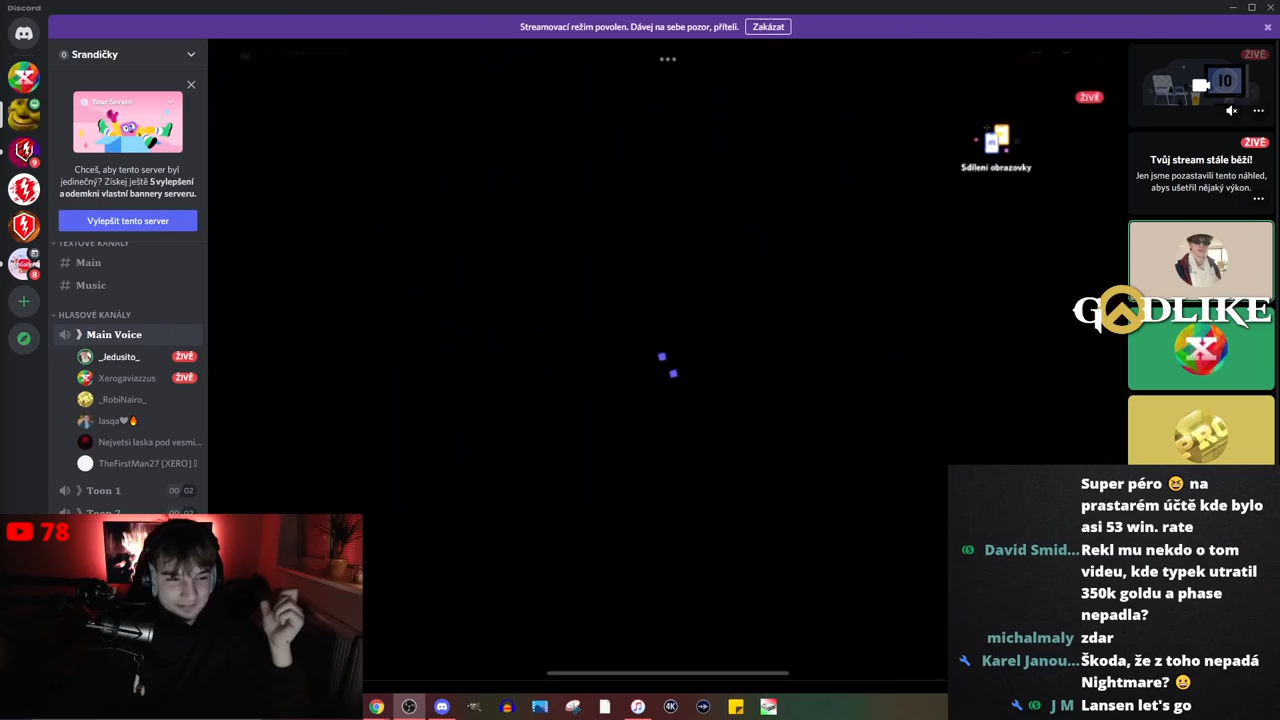 Discord
Streamovací režim povolen. Dávej na sebe pozor, příteli.
Zakázat
Srandičky
Your Server
Chceš, aby tento server byl
jedinečný? Získej ještě 5 vylepšení
a odemkni vlastní bannery serveru.
Vylepšit tento server
TEXTOVÉ KANÁLY
# Main
# Music
HLASOVÉ KANÁLY
》 Main Voice
_Jedusito_
ŽIVĚ
Xerogaviazzus
ŽIVĚ
_RobiNairo_
lasqa🖤🔥
Nejvetsi laska pod vesmi...
TheFirstMan27 [XERO]
》 Toon 1
00 02
9
8
78
ŽIVĚ
Sdílení obrazovky
ŽIVĚ
10
ŽIVĚ
Tvůj stream stále běží!
Jen jsme pozastavili tento náhled,
abys ušetřil nějaký výkon.
GODLIKE
X
PRO
Super péro 😆 na
prastarém účtě kde bylo
asi 53 win. rate
David Smid... Rekl mu nekdo o tom
videu, kde typek utratil
350k goldu a phase
nepadla?
michalmaly zdar
Karel Janou... Škoda, že z toho nepadá
Nightmare? 😀
J M Lansen let's go
4K